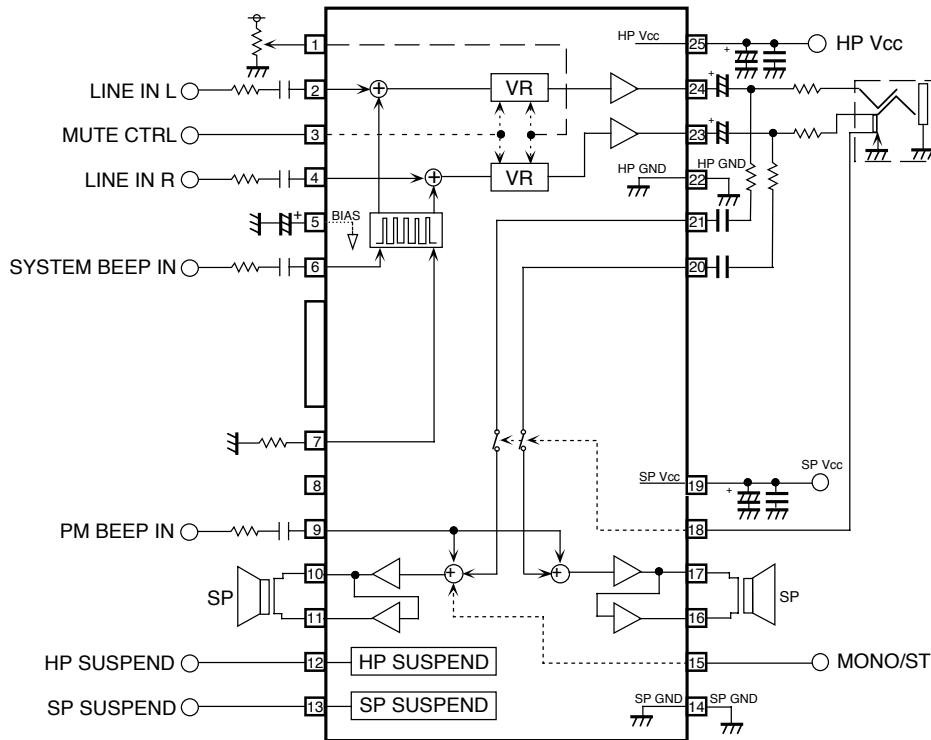 HP Vcc
25
HP Vcc
1
+
LINE IN L
2
+
VR
24
+
MUTE CTRL
3
23
+
LINE IN R
4
+
VR
HP GND
22
HP GND
5
+
BIAS
21
SYSTEM BEEP IN
6
20
7
8
SP Vcc
19
+
SP Vcc
PM BEEP IN
9
18
SP
10
+
+
17
SP
11
16
HP SUSPEND
12
HP SUSPEND
15
MONO/ST
SP SUSPEND
13
SP SUSPEND
SP GND
14
SP GND